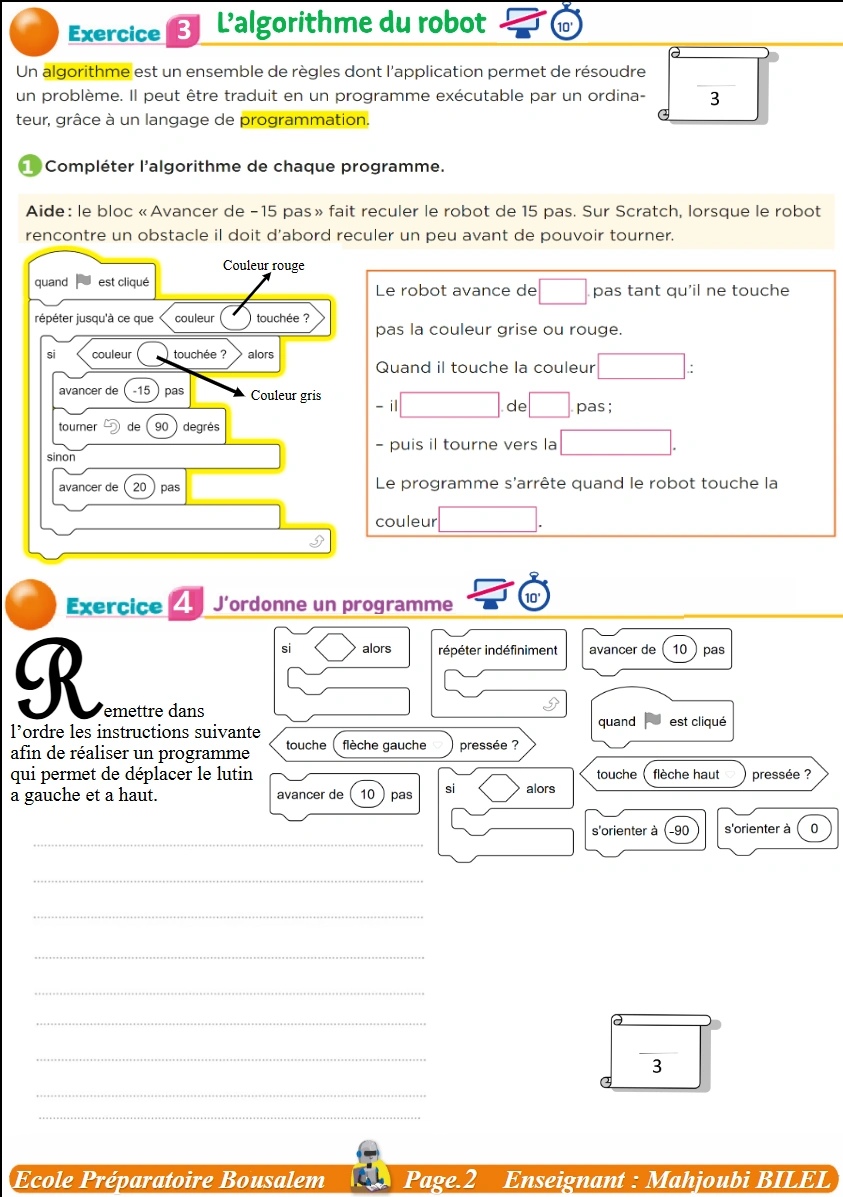 Exercice 3 L'algorithme du robot 10'
Un algorithme est un ensemble de règles dont l'application permet de résoudre
un problème. Il peut être traduit en un programme exécutable par un ordina-
teur, grâce à un langage de programmation.
3
1 Compléter l'algorithme de chaque programme.
Aide : le bloc « Avancer de –15 pas » fait reculer le robot de 15 pas. Sur Scratch, lorsque le robot
rencontre un obstacle il doit d'abord reculer un peu avant de pouvoir tourner.
Couleur rouge
quand est cliqué
répéter jusqu'à ce que couleur touchée ?
si couleur touchée ? alors
avancer de -15 pas
Couleur gris
tourner de 90 degrés
sinon
avancer de 20 pas
Le robot avance de pas tant qu'il ne touche
pas la couleur grise ou rouge.
Quand il touche la couleur :
– il de pas ;
– puis il tourne vers la .
Le programme s'arrête quand le robot touche la
couleur .
Exercice 4 J'ordonne un programme 10'
Remettre dans
l'ordre les instructions suivante
afin de réaliser un programme
qui permet de déplacer le lutin
a gauche et a haut.
si alors
répéter indéfiniment
avancer de 10 pas
quand est cliqué
touche flèche gauche pressée ?
touche flèche haut pressée ?
avancer de 10 pas
si alors
s'orienter à -90
s'orienter à 0
3
Ecole Préparatoire Bousalem Page.2 Enseignant : Mahjoubi BILEL